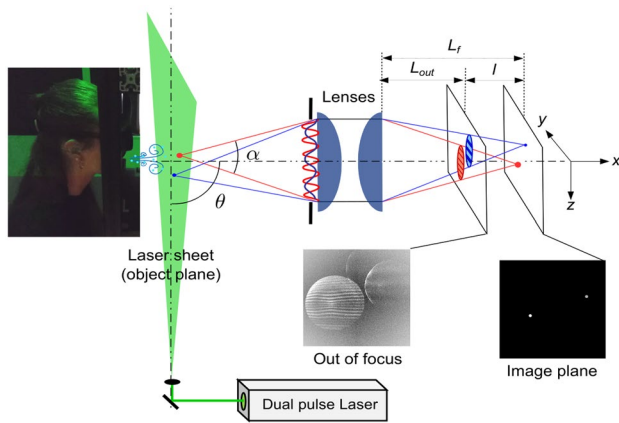 L_f
L_out
l
Lenses
y
α
x
θ
z
Laser sheet
(object plane)
Out of focus
Image plane
Dual pulse Laser